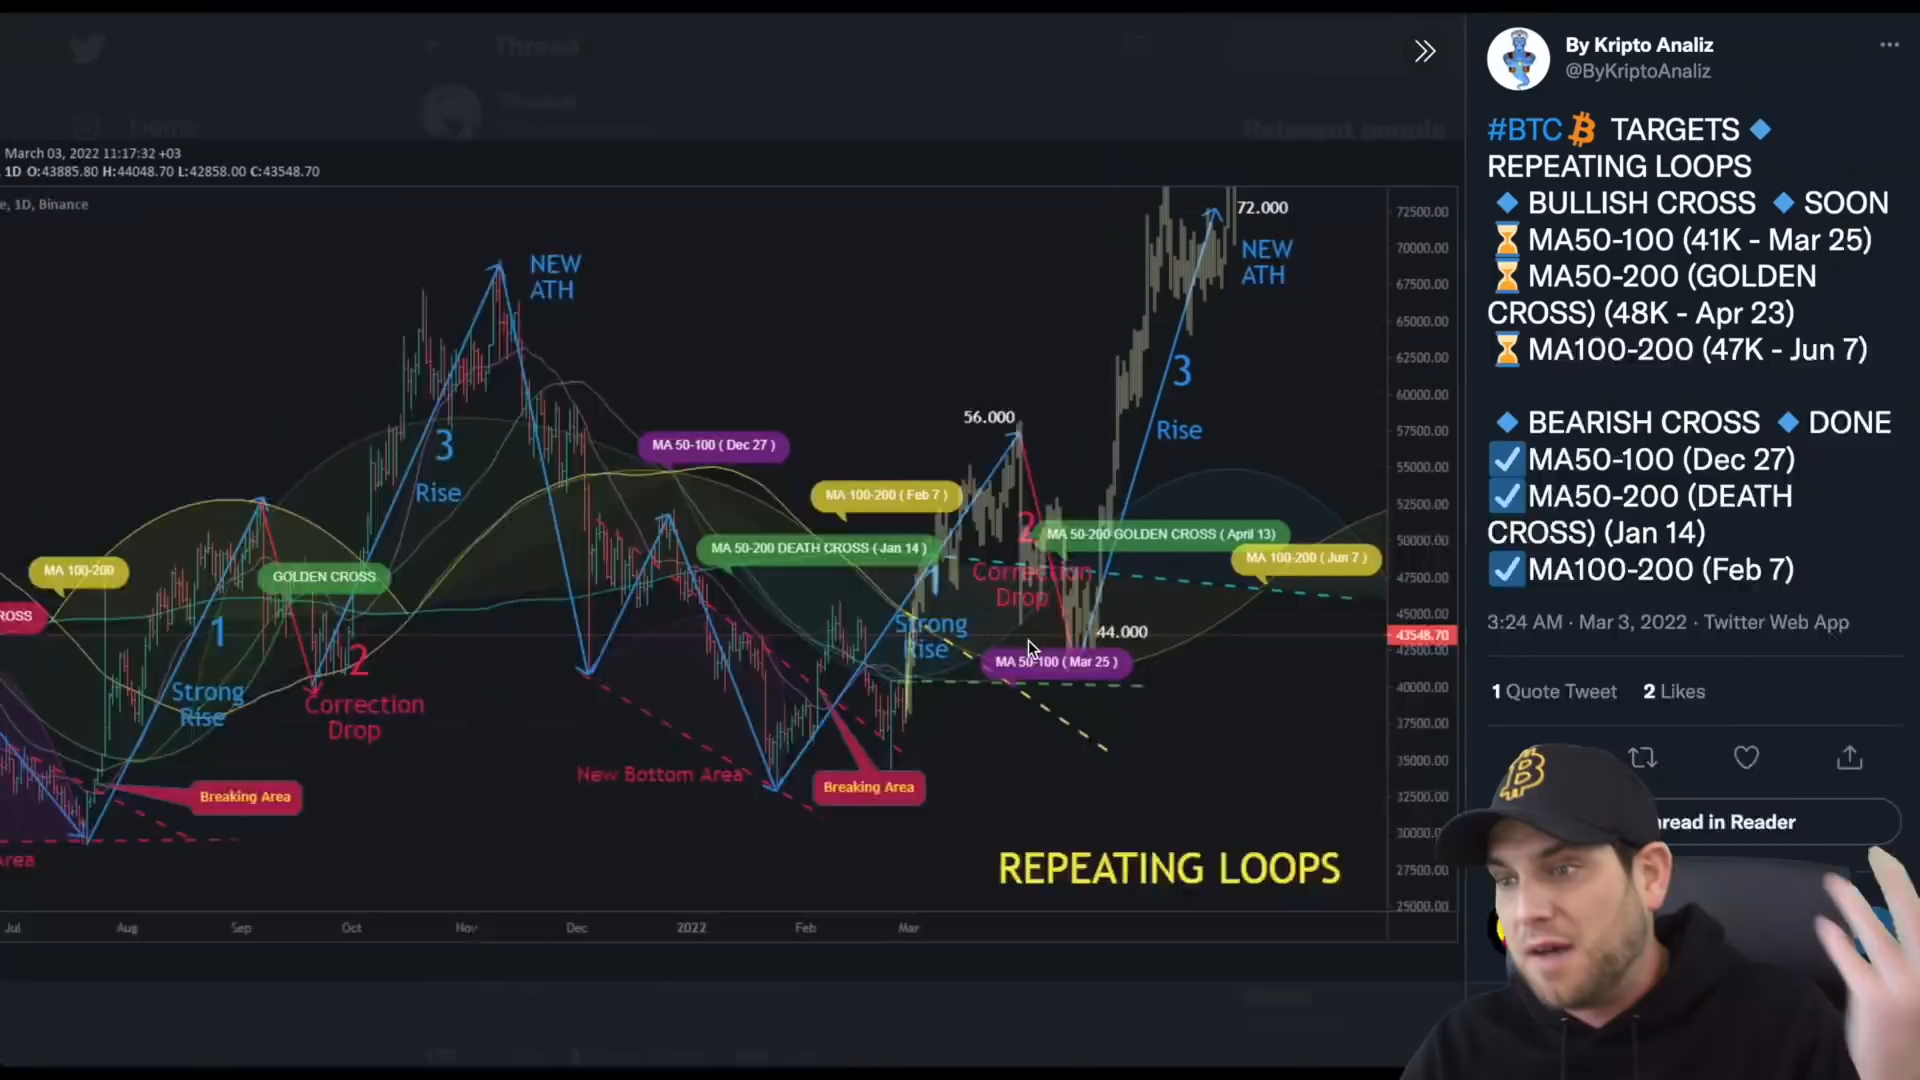 Thread
By Kripto Analiz
@ByKriptoAnaliz
#BTC TARGETS
REPEATING LOOPS
BULLISH CROSS SOON
MA50-100 (41K - Mar 25)
MA50-200 (GOLDEN
CROSS) (48K - Apr 23)
MA100-200 (47K - Jun 7)
BEARISH CROSS DONE
MA50-100 (Dec 27)
MA50-200 (DEATH
CROSS) (Jan 14)
MA100-200 (Feb 7)
3:24 AM · Mar 3, 2022 · Twitter Web App
1 Quote Tweet 2 Likes
hread in Reader
March 03, 2022 11:17:32 +03
1D O:43885.80 H:44048.70 L:42858.00 C:43548.70
e, 1D, Binance
72.000
NEW
ATH
NEW
ATH
3
Rise
3
Rise
56.000
MA 50-100 ( Dec 27 )
MA 100-200 ( Feb 7 )
MA 50-200 DEATH CROSS ( Jan 14 )
2
MA 50-200 GOLDEN CROSS ( April 13)
MA 100-200 ( Jun 7 )
MA 100-200
GOLDEN CROSS
ROSS
1
Strong
Rise
2
Correction
Drop
1
Strong
Rise
Correction
Drop
44.000
MA 50-100 ( Mar 25 )
New Bottom Area
Breaking Area
Breaking Area
Area
REPEATING LOOPS
72500.00
70000.00
67500.00
65000.00
62500.00
60000.00
57500.00
55000.00
52500.00
50000.00
47500.00
45000.00
43548.70
42500.00
40000.00
37500.00
35000.00
32500.00
30000.00
27500.00
25000.00
Jul Aug Sep Oct Nov Dec 2022 Feb Mar